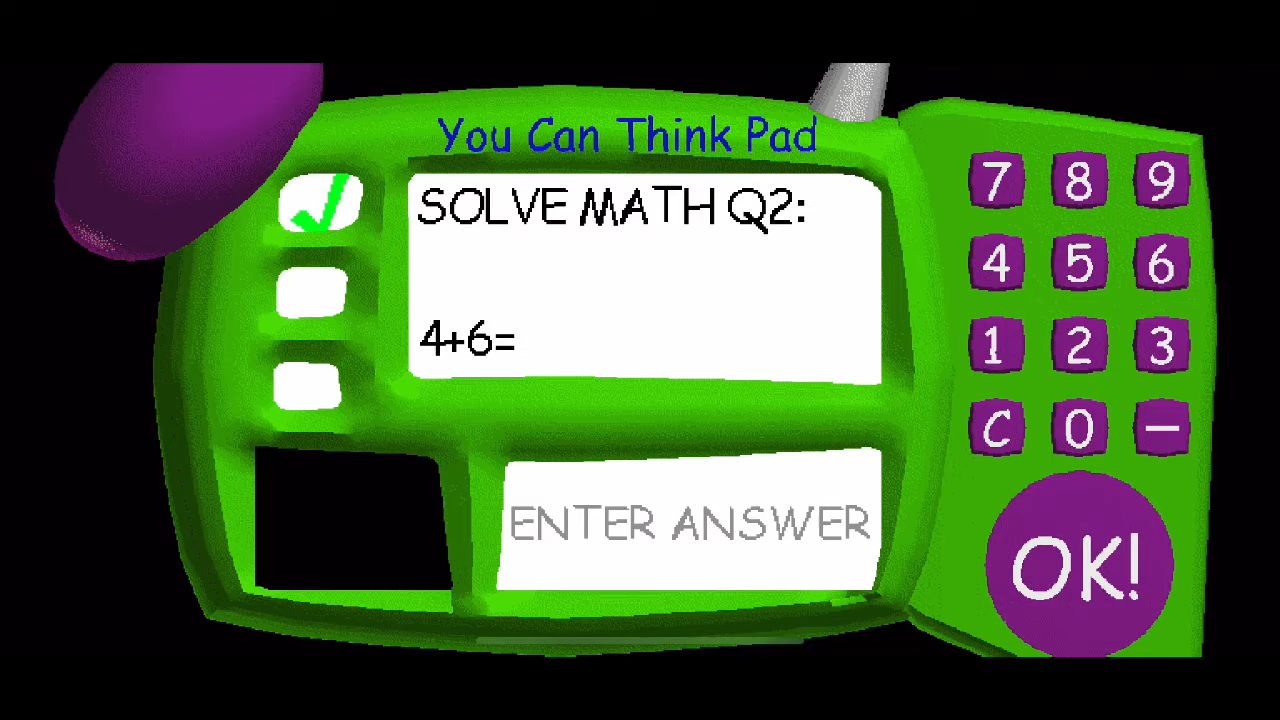 You Can Think Pad
SOLVE MATH Q2:
4+6=
ENTER ANSWER
7 8 9
4 5 6
1 2 3
C 0 −
OK!